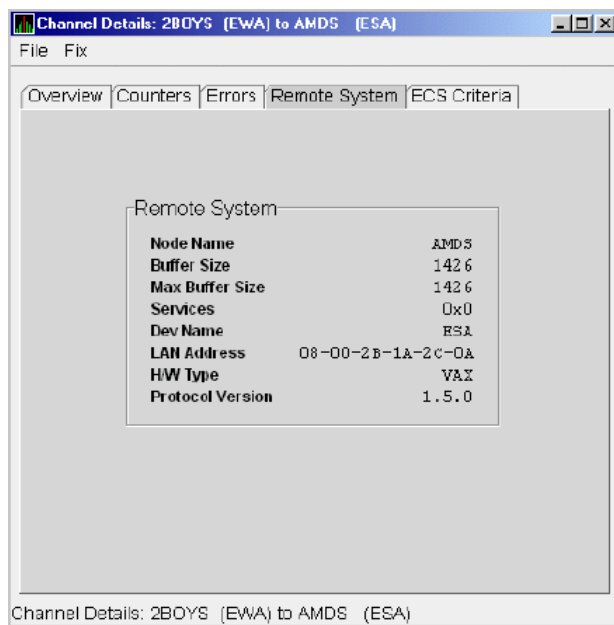 Channel Details: 2BOYS (EWA) to AMDS (ESA)
File Fix
Overview Counters Errors Remote System ECS Criteria
Remote System
Node Name AMDS
Buffer Size 1426
Max Buffer Size 1426
Services 0x0
Dev Name ESA
LAN Address 08-00-2B-1A-2C-0A
H/W Type VAX
Protocol Version 1.5.0
Channel Details: 2BOYS (EWA) to AMDS (ESA)